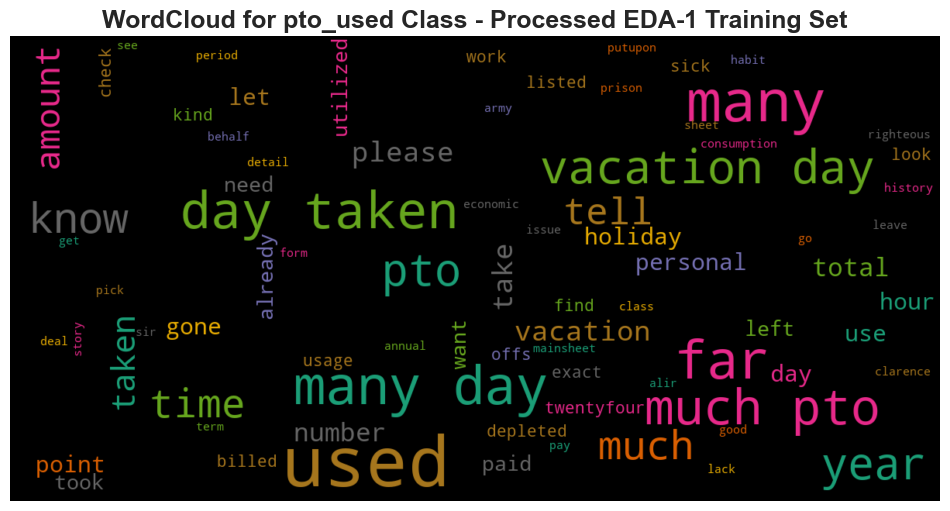 WordCloud for pto_used Class - Processed EDA-1 Training Set
see
putupon
amount
check
period
utilized
work
habit
sick
listed
prison
let
many
kind
army
sheet
righteous
behalf
consumption
please
look
detail
vacation day
need
history
day taken
know
economic
tell
leave
issue
holiday
go
get
already
form
pto
take
personal
total
pick
hour
find
class
taken
gone
story
sir
want
vacation
left
use
deal
annual
mainsheet
offs
usage
far
exact
day
clarence
many day
alir
time
twentyfour
much pto
term
number
depleted
much
good
pay
point
billed
used
paid
lack
year
took